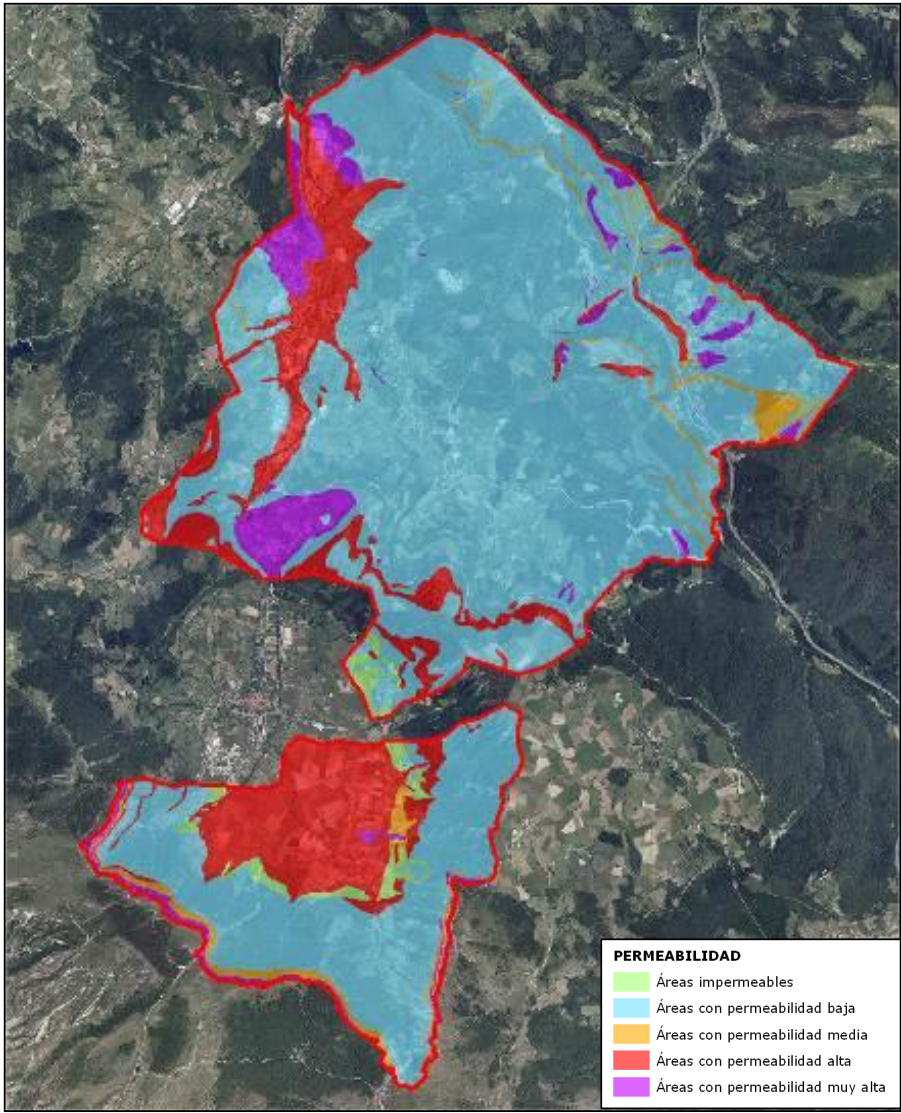 PERMEABILIDAD
Áreas impermeables
Áreas con permeabilidad baja
Áreas con permeabilidad media
Áreas con permeabilidad alta
Áreas con permeabilidad muy alta